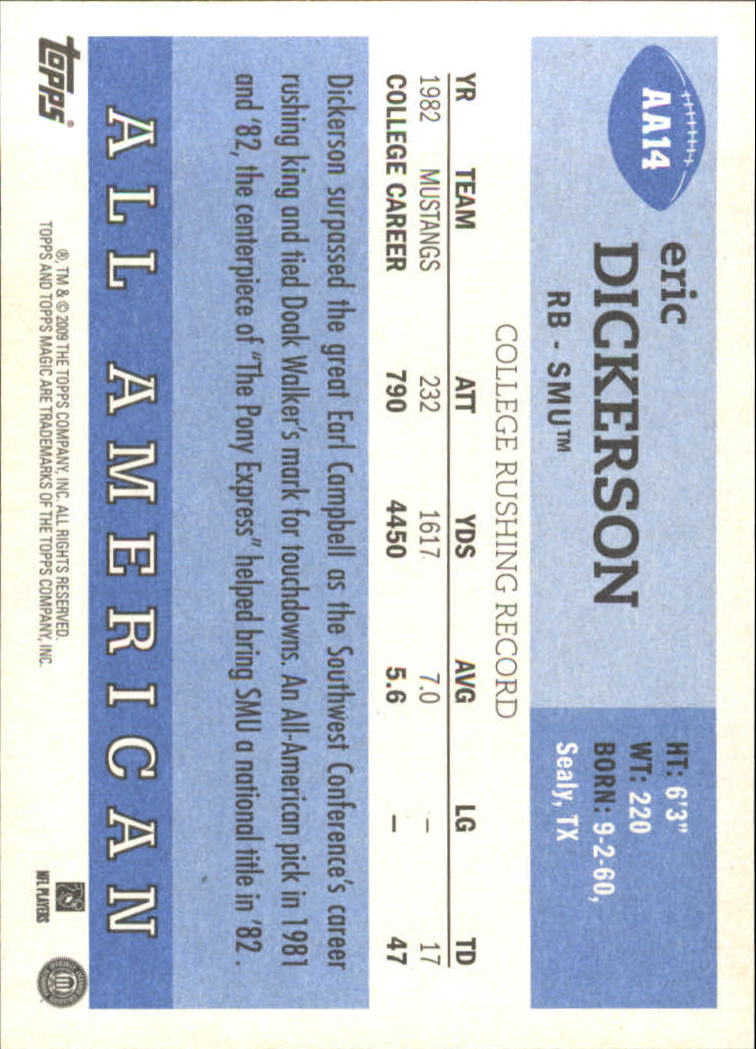 AA14
eric
DICKERSON
RB - SMU™
HT: 6'3"
WT: 220
BORN: 9-2-60,
Sealy, TX
COLLEGE RUSHING RECORD
YR TEAM ATT YDS AVG LG TD
1982 MUSTANGS 232 1617 7.0 – 17
COLLEGE CAREER 790 4450 5.6 – 47
Dickerson surpassed the great Earl Campbell as the Southwest Conference's career
rushing king and tied Doak Walker's mark for touchdowns. An All-American pick in 1981
and '82, the centerpiece of "The Pony Express" helped bring SMU a national title in '82.
ALL AMERICAN
topps®
®, TM & © 2009 THE TOPPS COMPANY, INC. ALL RIGHTS RESERVED.
TOPPS AND TOPPS MAGIC ARE TRADEMARKS OF THE TOPPS COMPANY, INC.
NFL PLAYERS